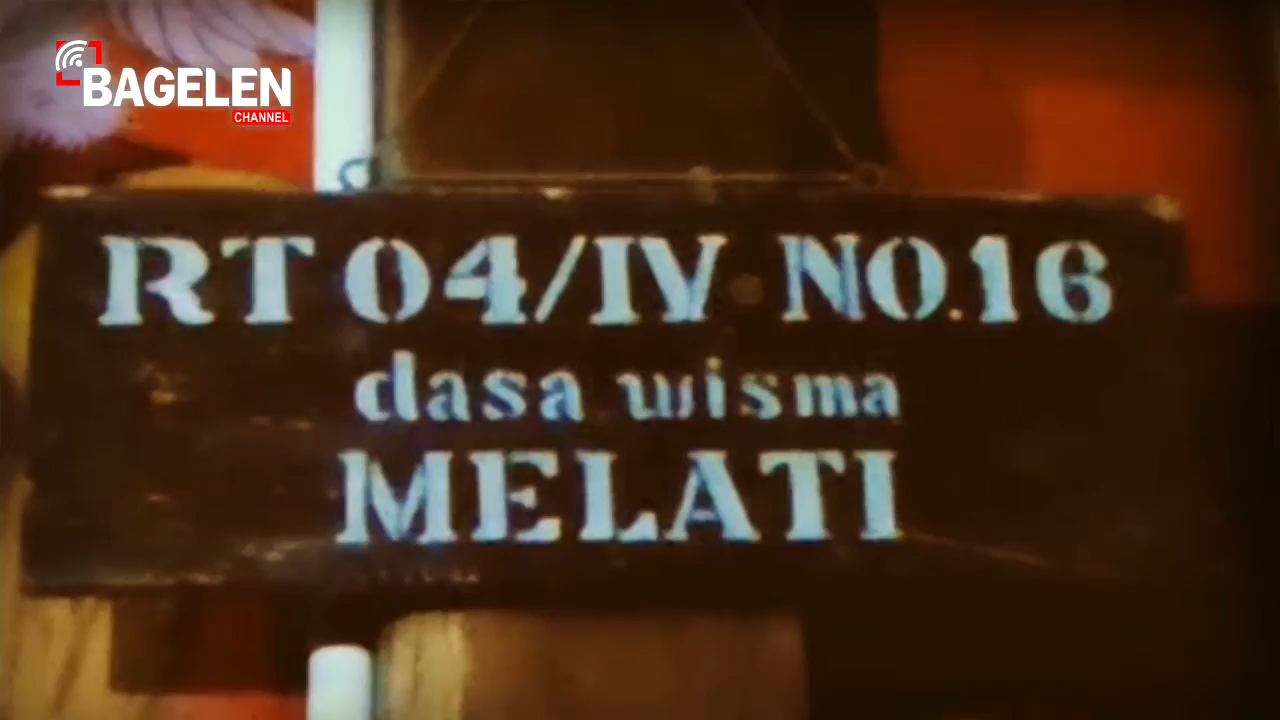 BAGELEN
CHANNEL
RT 04/IV NO.16
dasa wisma
MELATI